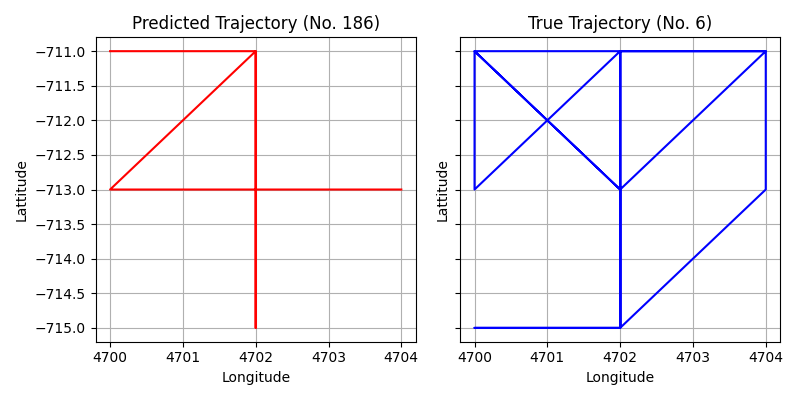 Predicted Trajectory (No. 186)
Lattitude
−711.0
−711.5
−712.0
−712.5
−713.0
−713.5
−714.0
−714.5
−715.0
4700 4701 4702 4703 4704
Longitude
True Trajectory (No. 6)
Lattitude
4700 4701 4702 4703 4704
Longitude